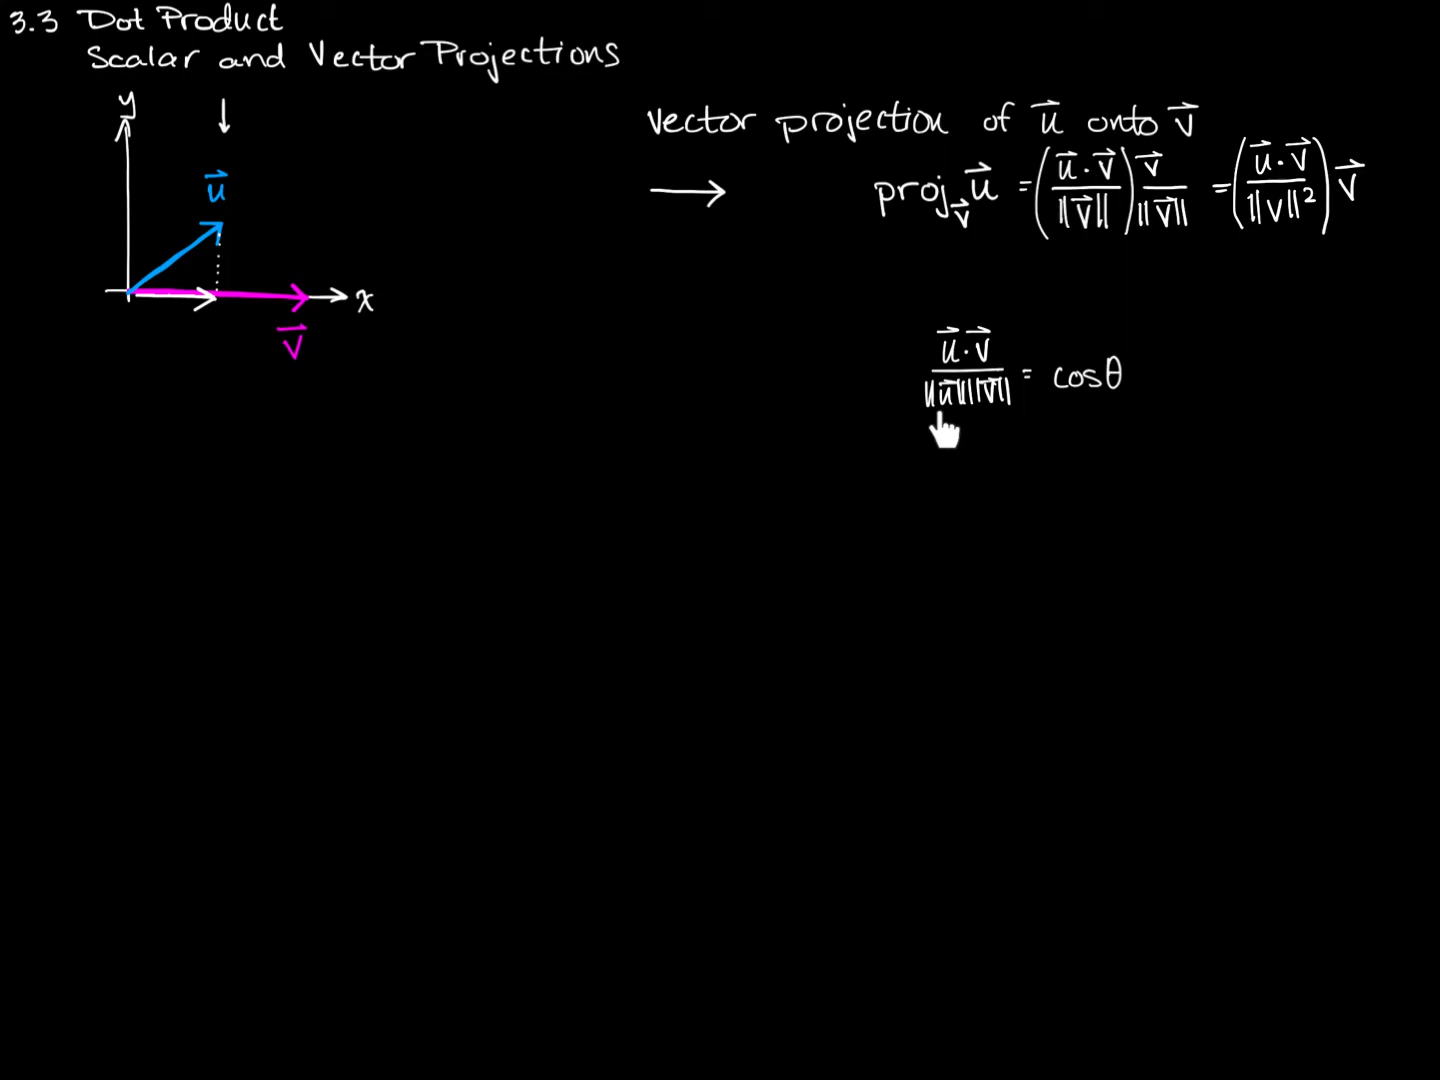 3.3 Dot Product
Scalar and Vector Projections
y
u⃗
x
v⃗
vector projection of u⃗ onto v⃗
⟶ proj_v⃗ u⃗ = (u⃗·v⃗ / ||v⃗||) v⃗ / ||v⃗|| = (u⃗·v⃗ / ||v||²) v⃗
u⃗·v⃗ / ||u⃗|| ||v⃗|| = cosθ